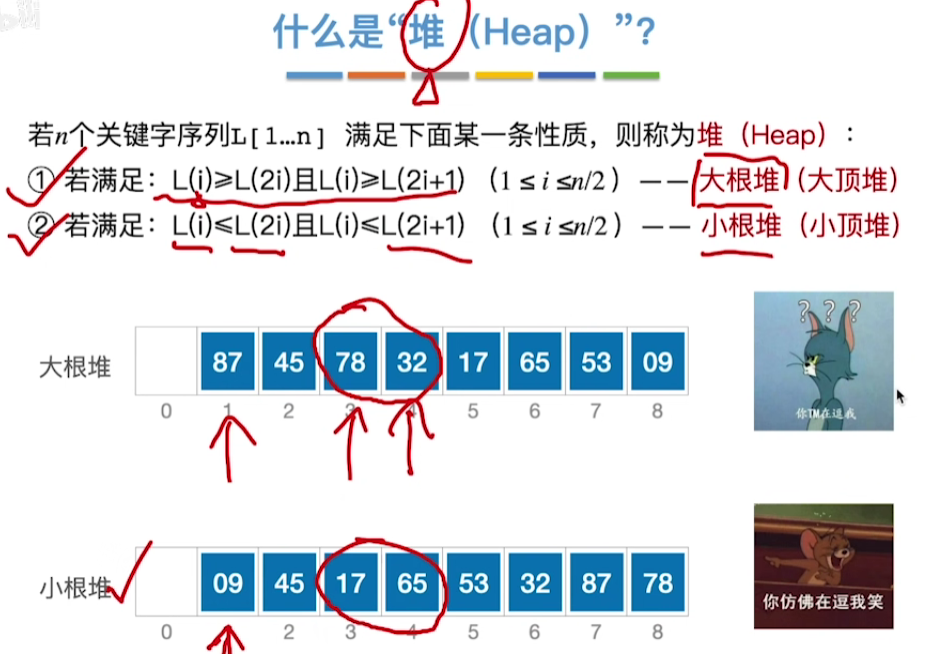 什么是“堆（Heap）”?
若n个关键字序列L[1…n] 满足下面某一条性质，则称为堆（Heap）：
① 若满足：L(i)≥L(2i)且L(i)≥L(2i+1)（1 ≤ i ≤n/2 ）—— 大根堆（大顶堆）
② 若满足：L(i)≤L(2i)且L(i)≤L(2i+1)（1 ≤ i ≤n/2 ）—— 小根堆（小顶堆）
? ? ?
大根堆 87 45 78 32 17 65 53 09
0 1 2 3 4 5 6 7 8
你TM在逗我
小根堆 09 45 17 65 53 32 87 78
你仿佛在逗我笑
0 2 3 4 5 6 7 8